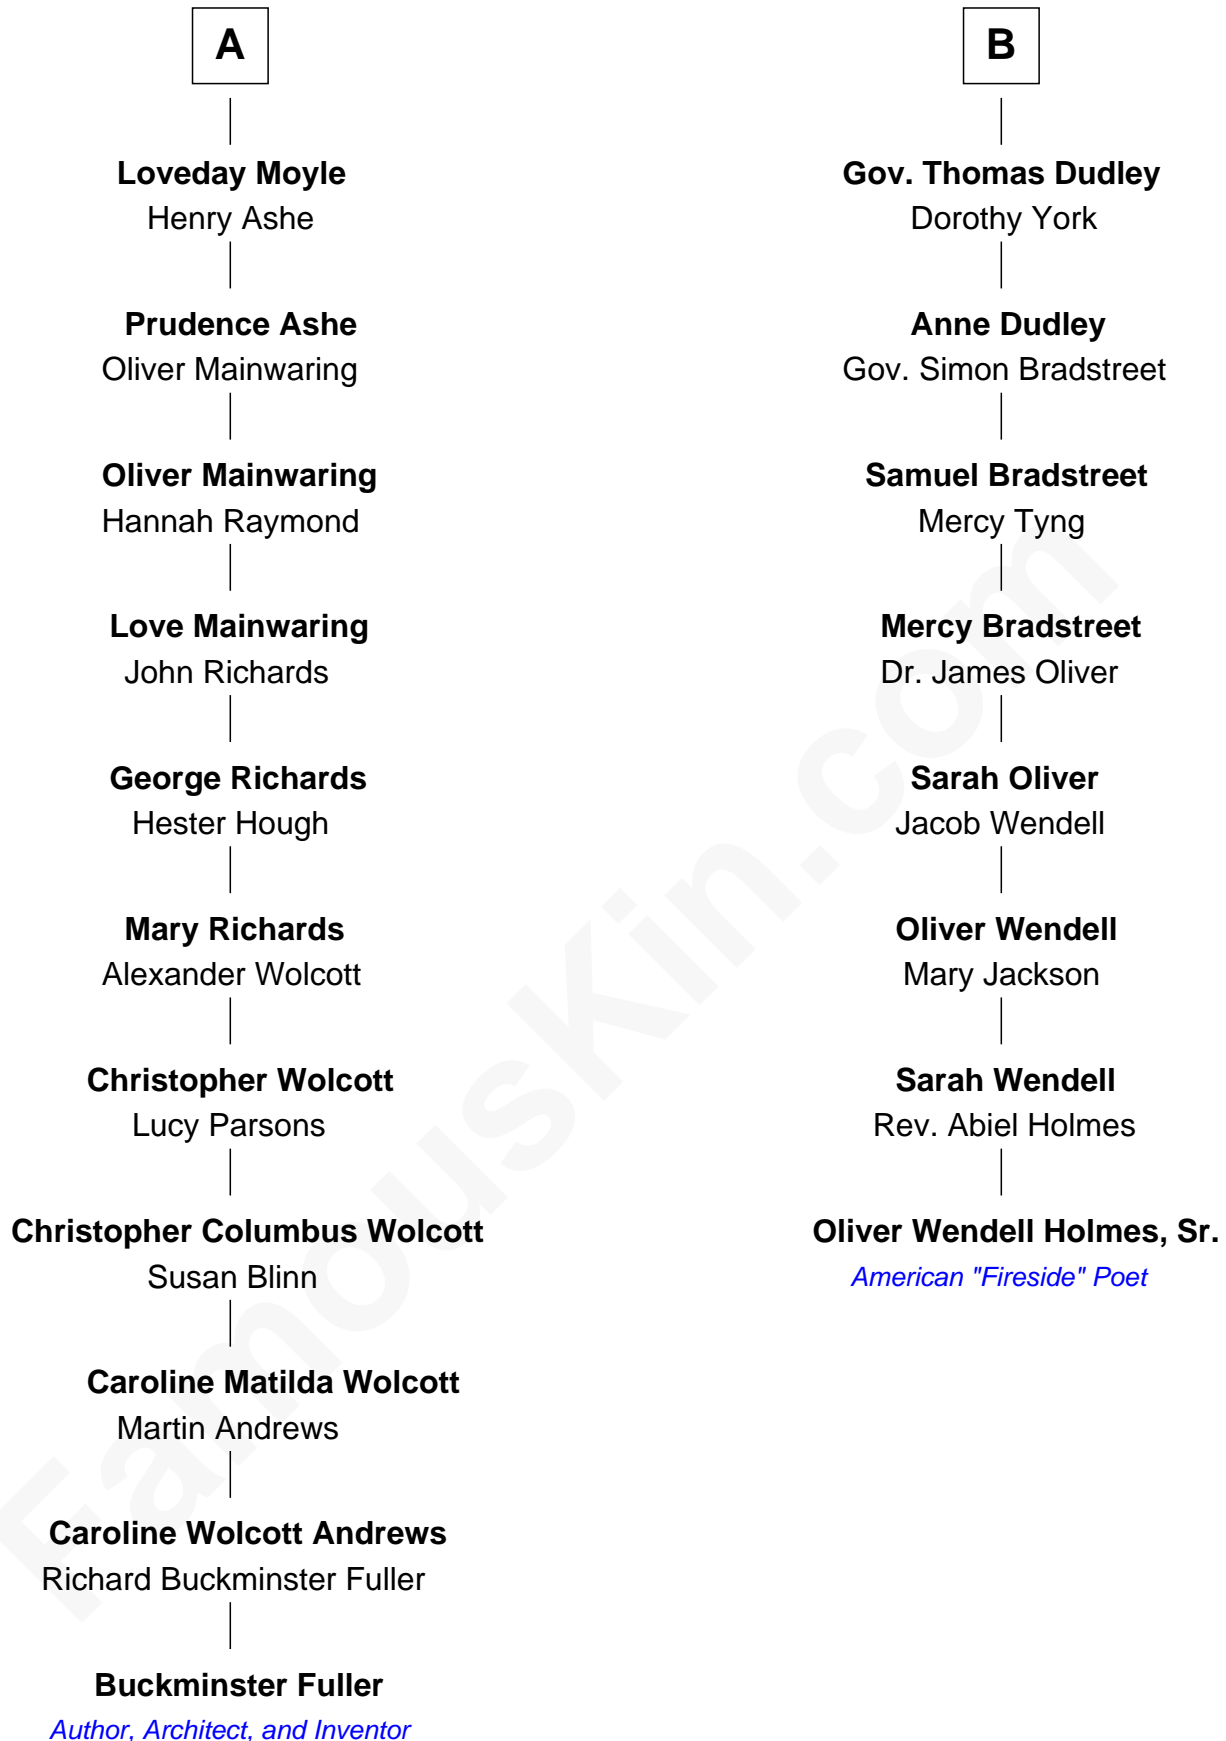 A
Loveday Moyle
Henry Ashe
Prudence Ashe
Oliver Mainwaring
Oliver Mainwaring
Hannah Raymond
Love Mainwaring
John Richards
George Richards
Hester Hough
Mary Richards
Alexander Wolcott
Christopher Wolcott
Lucy Parsons
Christopher Columbus Wolcott
Susan Blinn
Caroline Matilda Wolcott
Martin Andrews
Caroline Wolcott Andrews
Richard Buckminster Fuller
Buckminster Fuller
Author, Architect, and Inventor
B
Gov. Thomas Dudley
Dorothy York
Anne Dudley
Gov. Simon Bradstreet
Samuel Bradstreet
Mercy Tyng
Mercy Bradstreet
Dr. James Oliver
Sarah Oliver
Jacob Wendell
Oliver Wendell
Mary Jackson
Sarah Wendell
Rev. Abiel Holmes
Oliver Wendell Holmes, Sr.
American "Fireside" Poet
FamousKin.com